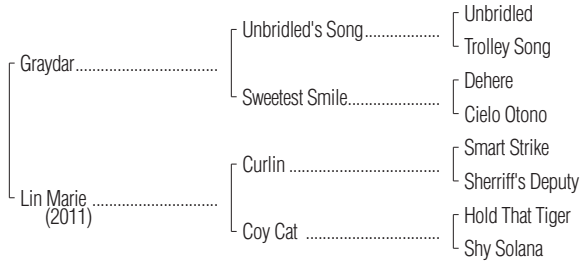 Unbridled
Unbridled's Song
Trolley Song
Graydar
Dehere
Sweetest Smile
Cielo Otono
Smart Strike
Curlin
Sherriff's Deputy
Lin Marie
(2011)
Hold That Tiger
Coy Cat
Shy Solana